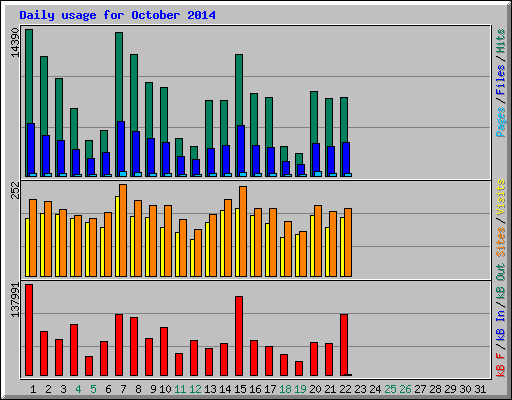 Daily usage for October 2014
14390
Pages / Files / Hits
252
Sites / Visits
137991
kB F / kB In / kB Out
1 2 3 4 5 6 7 8 9 10 11 12 13 14 15 16 17 18 19 20 21 22 23 24 25 26 27 28 29 30 31